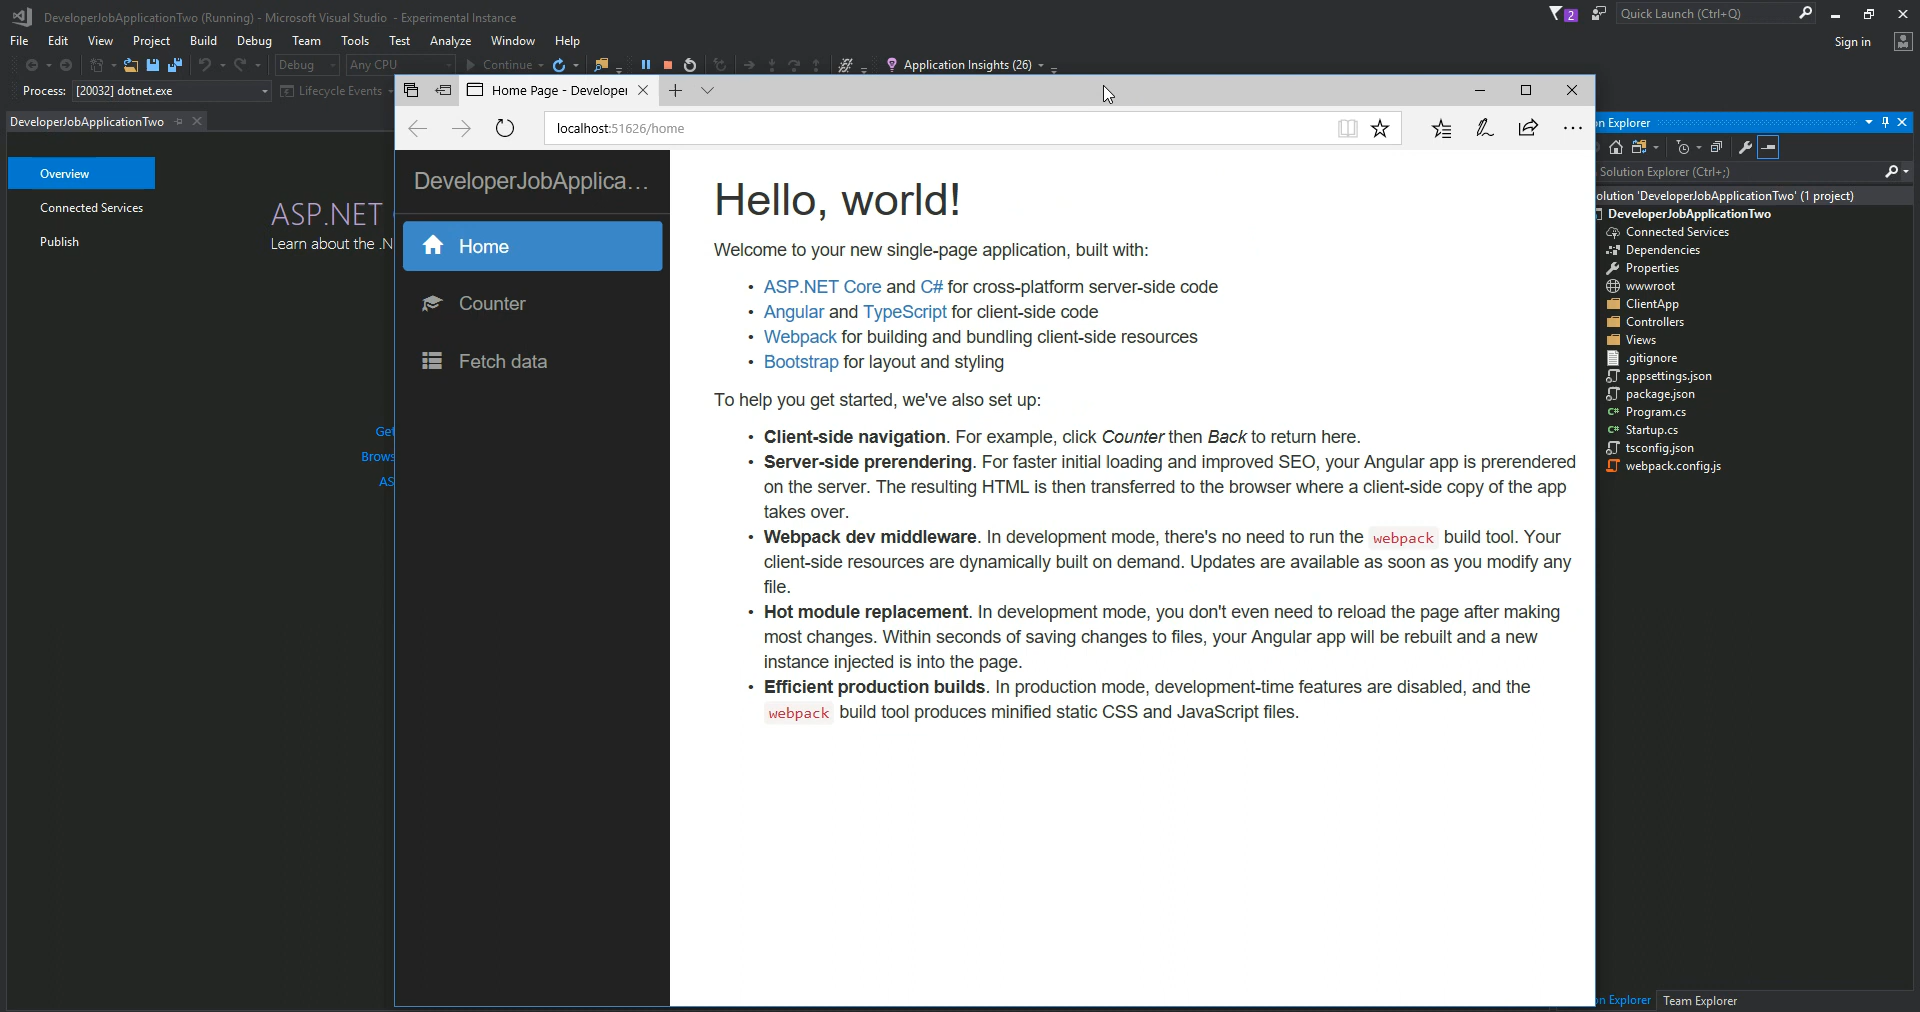 DeveloperJobApplicationTwo (Running) - Microsoft Visual Studio - Experimental Instance
2
Quick Launch (Ctrl+Q)
File Edit View Project Build Debug Team Tools Test Analyze Window Help
Sign in
Debug Any CPU Continue Application Insights (26)
Process: [20032] dotnet.exe Lifecycle Events
Home Page - Developer
DeveloperJobApplicationTwo
localhost:51626/home
Overview
Connected Services
Publish
ASP.NET
Learn about the .N
Get
Brows
AS
DeveloperJobApplica...
Home
Counter
Fetch data
Hello, world!
Welcome to your new single-page application, built with:
• ASP.NET Core and C# for cross-platform server-side code
• Angular and TypeScript for client-side code
• Webpack for building and bundling client-side resources
• Bootstrap for layout and styling
To help you get started, we've also set up:
• Client-side navigation. For example, click Counter then Back to return here.
• Server-side prerendering. For faster initial loading and improved SEO, your Angular app is prerendered
on the server. The resulting HTML is then transferred to the browser where a client-side copy of the app
takes over.
• Webpack dev middleware. In development mode, there's no need to run the webpack build tool. Your
client-side resources are dynamically built on demand. Updates are available as soon as you modify any
file.
• Hot module replacement. In development mode, you don't even need to reload the page after making
most changes. Within seconds of saving changes to files, your Angular app will be rebuilt and a new
instance injected is into the page.
• Efficient production builds. In production mode, development-time features are disabled, and the
webpack build tool produces minified static CSS and JavaScript files.
n Explorer
Solution Explorer (Ctrl+;)
olution 'DeveloperJobApplicationTwo' (1 project)
DeveloperJobApplicationTwo
Connected Services
Dependencies
Properties
wwwroot
ClientApp
Controllers
Views
.gitignore
appsettings.json
package.json
C# Program.cs
C# Startup.cs
tsconfig.json
webpack.config.js
on Explorer Team Explorer